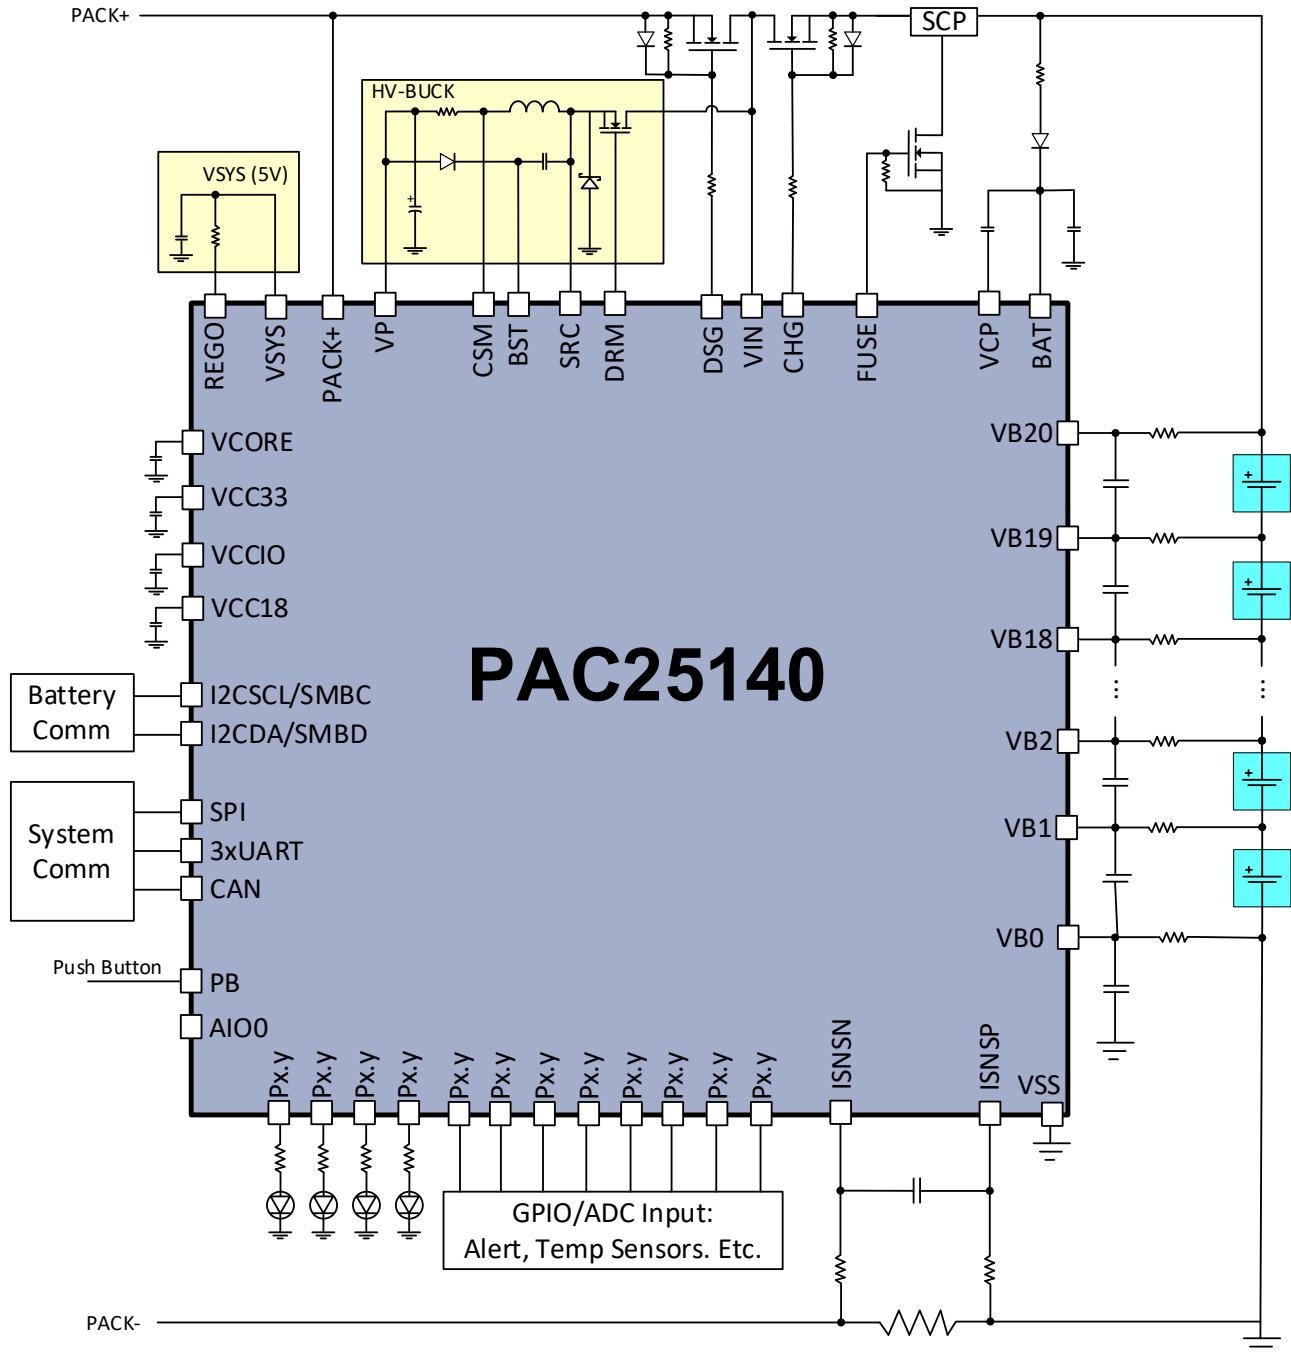 PACK+
SCP
HV-BUCK
VSYS (5V)
REGO
VSYS
PACK+
VP
CSM
BST
SRC
DRM
DSG
VIN
CHG
FUSE
VCP
BAT
VCORE
VCC33
VCCIO
VCC18
VB20
VB19
VB18
VB2
VB1
VB0
PAC25140
Battery
Comm
I2CSCL/SMBC
I2CDA/SMBD
System
Comm
SPI
3xUART
CAN
Push Button
PB
AIO0
Px.y
Px.y
Px.y
Px.y
Px.y
Px.y
Px.y
Px.y
Px.y
Px.y
Px.y
Px.y
ISNSN
ISNSP
VSS
GPIO/ADC Input:
Alert, Temp Sensors. Etc.
PACK-